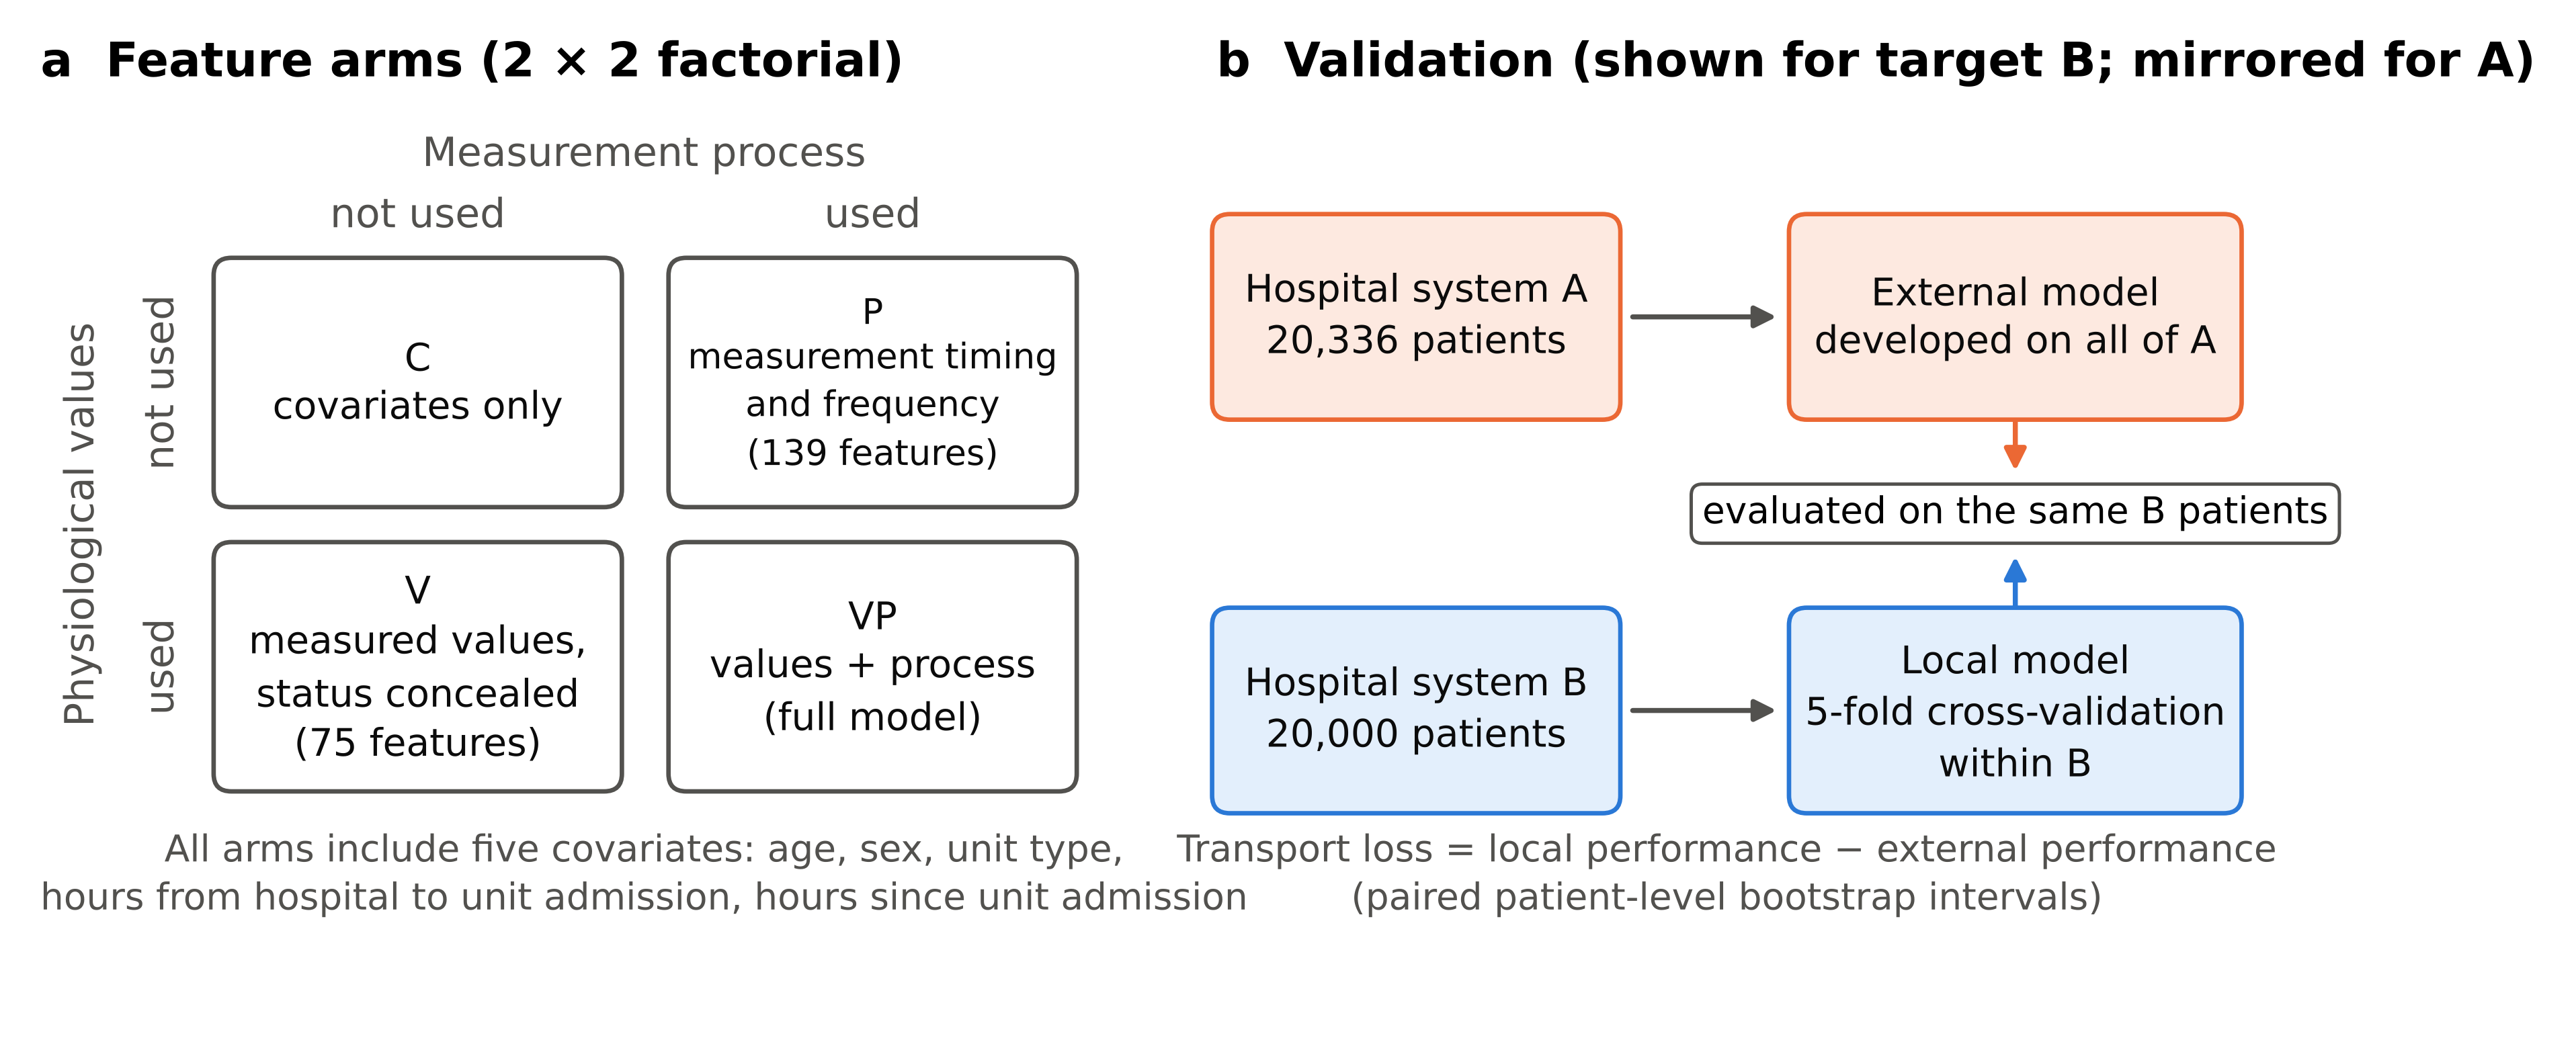 a Feature arms (2 × 2 factorial)
Measurement process
not used
used
Physiological values
not used
used
C
covariates only
P
measurement timing
and frequency
(139 features)
V
measured values,
status concealed
(75 features)
VP
values + process
(full model)
All arms include five covariates: age, sex, unit type,
hours from hospital to unit admission, hours since unit admission
b Validation (shown for target B; mirrored for A)
Hospital system A
20,336 patients
External model
developed on all of A
evaluated on the same B patients
Hospital system B
20,000 patients
Local model
5-fold cross-validation
within B
Transport loss = local performance − external performance
(paired patient-level bootstrap intervals)